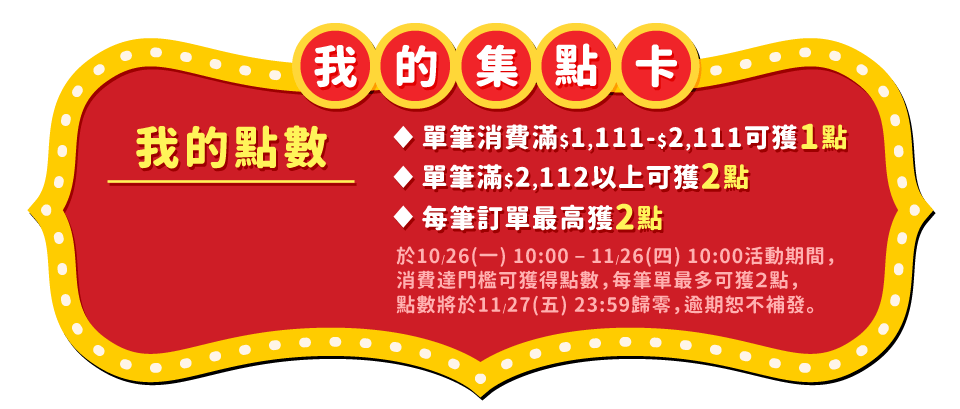 我的集點卡
我的點數
◆ 單筆消費滿$1,111-$2,111可獲1點
◆ 單筆滿$2,112以上可獲2點
◆ 每筆訂單最高獲2點
於10/26(一) 10:00 – 11/26(四) 10:00活動期間，
消費達門檻可獲得點數，每筆單最多可獲2點，
點數將於11/27(五) 23:59歸零，逾期恕不補發。